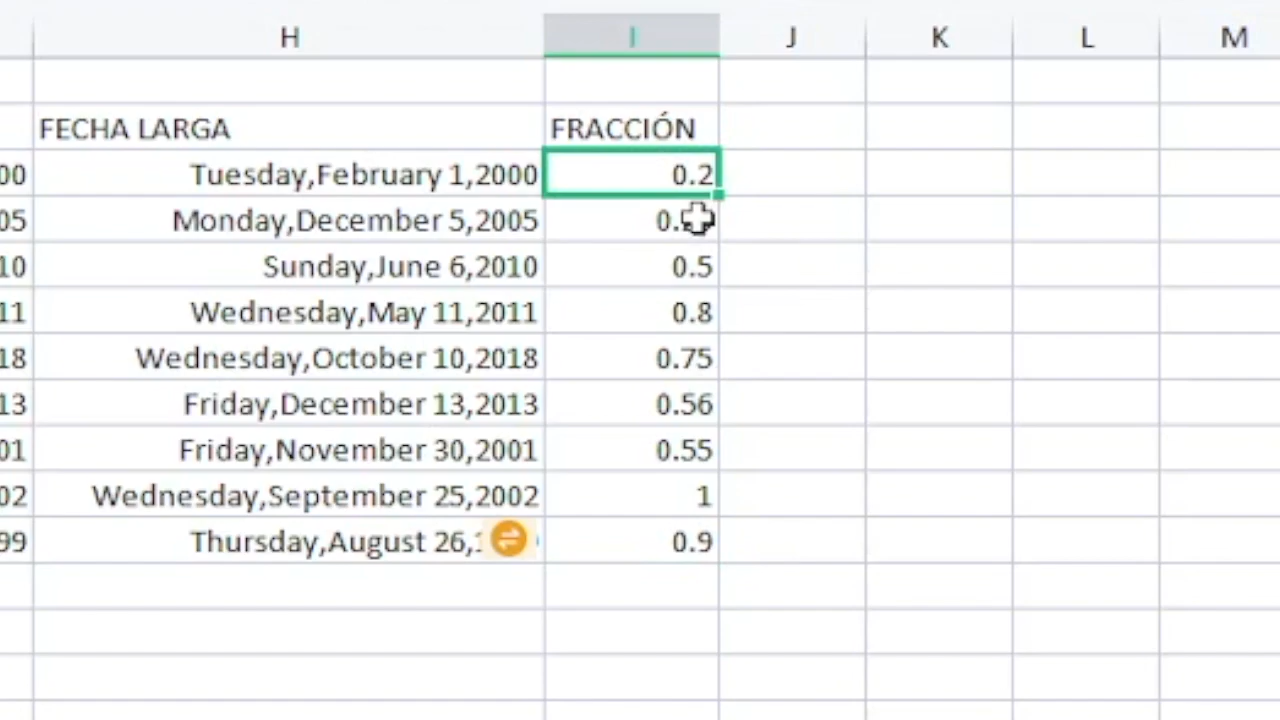 H I J K L M
FECHA LARGA FRACCIÓN
00 Tuesday,February 1,2000 0.2
05 Monday,December 5,2005
10 Sunday,June 6,2010 0.5
11 Wednesday,May 11,2011 0.8
18 Wednesday,October 10,2018 0.75
13 Friday,December 13,2013 0.56
01 Friday,November 30,2001 0.55
02 Wednesday,September 25,2002 1
99 Thursday,August 26, 0.9